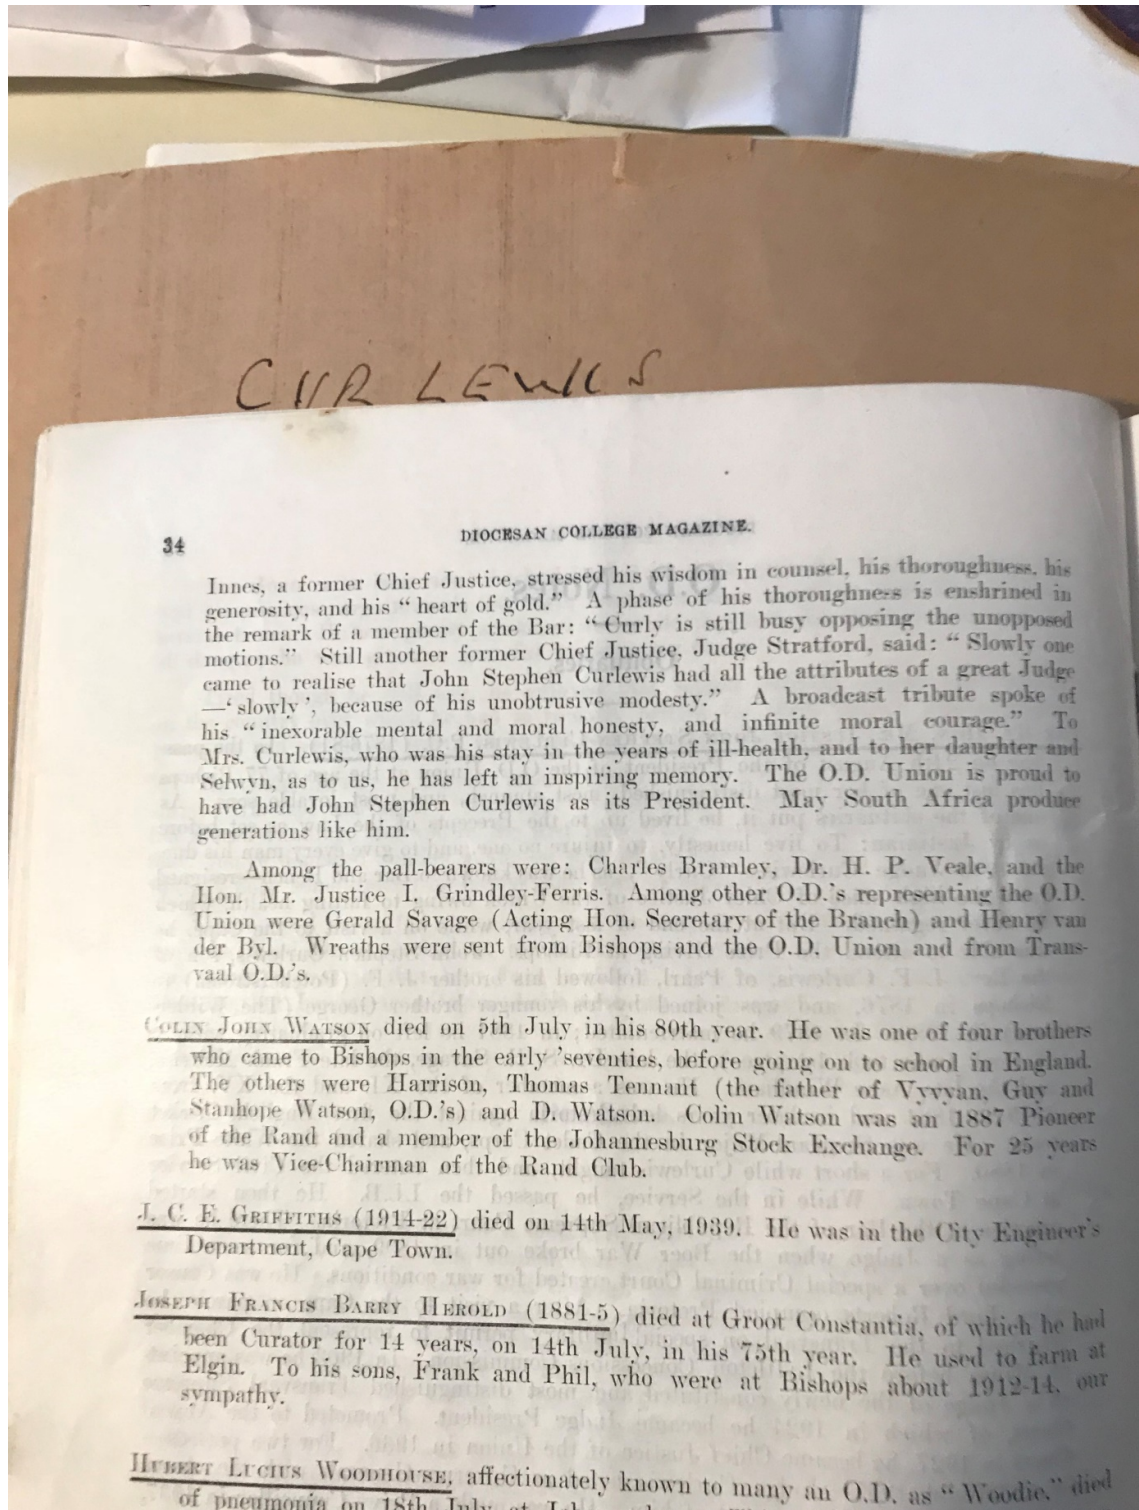 CURLEWIS
34
DIOCESAN COLLEGE MAGAZINE.
Innes, a former Chief Justice, stressed his wisdom in counsel, his thoroughness, his
generosity, and his “ heart of gold.” A phase of his thoroughness is enshrined in
the remark of a member of the Bar: “ Curly is still busy opposing the unopposed
motions.” Still another former Chief Justice, Judge Stratford, said: “ Slowly one
came to realise that John Stephen Curlewis had all the attributes of a great Judge
—‘ slowly ’, because of his unobtrusive modesty.” A broadcast tribute spoke of
his “ inexorable mental and moral honesty, and infinite moral courage.” To
Mrs. Curlewis, who was his stay in the years of ill-health, and to her daughter and
Selwyn, as to us, he has left an inspiring memory. The O.D. Union is proud to
have had John Stephen Curlewis as its President. May South Africa produce
generations like him.
Among the pall-bearers were: Charles Bramley, Dr. H. P. Veale, and the
Hon. Mr. Justice I. Grindley-Ferris. Among other O.D.’s representing the O.D.
Union were Gerald Savage (Acting Hon. Secretary of the Branch) and Henry van
der Byl. Wreaths were sent from Bishops and the O.D. Union and from Trans-
vaal O.D.’s.
COLIN JOHN WATSON died on 5th July in his 80th year. He was one of four brothers
who came to Bishops in the early ’seventies, before going on to school in England.
The others were Harrison, Thomas Tennant (the father of Vyvyan, Guy and
Stanhope Watson, O.D.’s) and D. Watson. Colin Watson was an 1887 Pioneer
of the Rand and a member of the Johannesburg Stock Exchange. For 25 years
he was Vice-Chairman of the Rand Club.
J. C. E. GRIFFITHS (1914-22) died on 14th May, 1939. He was in the City Engineer’s
Department, Cape Town.
JOSEPH FRANCIS BARRY HEROLD (1881-5) died at Groot Constantia, of which he had
been Curator for 14 years, on 14th July, in his 75th year. He used to farm at
Elgin. To his sons, Frank and Phil, who were at Bishops about 1912-14, our
sympathy.
HUBERT LUCIUS WOODHOUSE, affectionately known to many an O.D. as “ Woodie,” died
of pneumonia on 18th July at